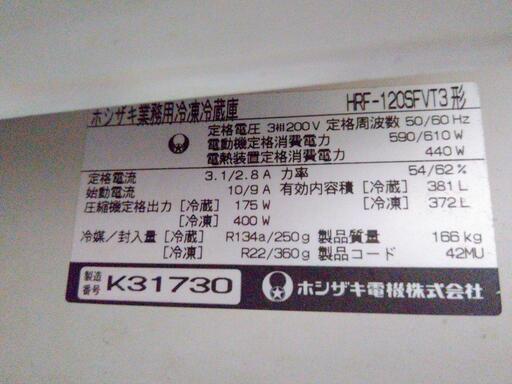 ホシザキ業務用冷凍冷蔵庫 HRF-120SFVT3形
定格電圧 3相200V 定格周波数 50/60 Hz
電動機定格消費電力 590/610 W
電熱装置定格消費電力 440 W
定格電流 3.1/2.8 A 力率 54/62%
始動電流 10/9 A 有効内容積 [冷蔵] 381 L
圧縮機定格出力 [冷蔵] 175 W [冷凍] 372 L
[冷凍] 400 W
冷媒/封入量 [冷蔵] R134a/250g 製品質量 166 kg
[冷凍] R22/360g 製品コード 42MU
製造番号 K31730 ホシザキ電機株式会社